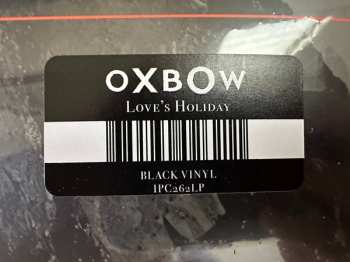 OXBOW
LOVE'S HOLIDAY
BLACK VINYL
IPC262LP